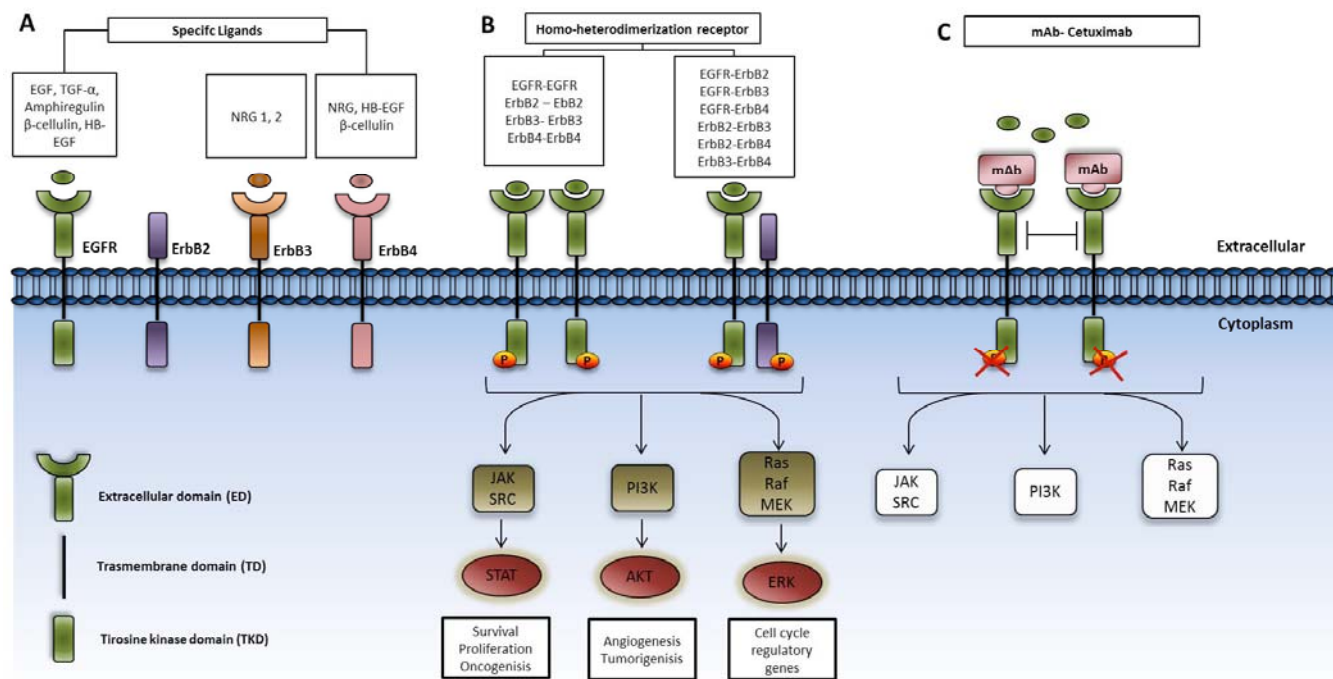 A
Specifc Ligands
EGF, TGF-α,
Amphiregulin
β-cellulin, HB-
EGF
NRG 1, 2
NRG, HB-EGF
β-cellulin
EGFR
ErbB2
ErbB3
ErbB4
Extracellular domain (ED)
Trasmembrane domain (TD)
Tirosine kinase domain (TKD)
B
Homo-heterodimerization receptor
EGFR-EGFR
ErbB2 – EbB2
ErbB3- ErbB3
ErbB4-ErbB4
EGFR-ErbB2
EGFR-ErbB3
EGFR-ErbB4
ErbB2-ErbB3
ErbB2-ErbB4
ErbB3-ErbB4
P
P
P
P
JAK
SRC
PI3K
Ras
Raf
MEK
STAT
AKT
ERK
Survival
Proliferation
Oncogenisis
Angiogenesis
Tumorigenisis
Cell cycle
regulatory
genes
C
mAb- Cetuximab
mAb
mAb
Extracellular
Cytoplasm
P
P
JAK
SRC
PI3K
Ras
Raf
MEK